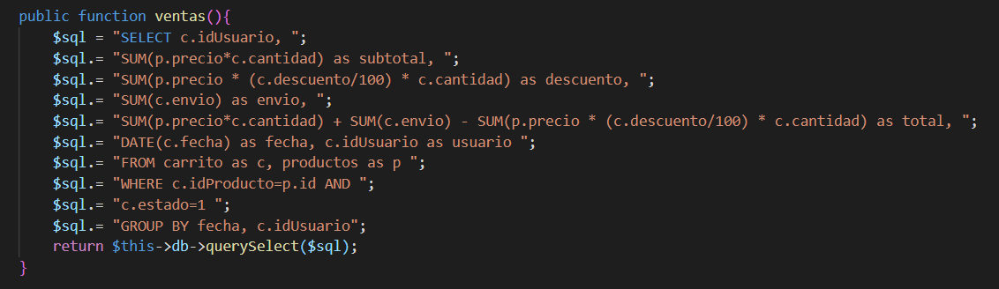 public function ventas(){
    $sql = "SELECT c.idUsuario, ";
    $sql.= "SUM(p.precio*c.cantidad) as subtotal, ";
    $sql.= "SUM(p.precio * (c.descuento/100) * c.cantidad) as descuento, ";
    $sql.= "SUM(c.envio) as envio, ";
    $sql.= "SUM(p.precio*c.cantidad) + SUM(c.envio) - SUM(p.precio * (c.descuento/100) * c.cantidad) as total, ";
    $sql.= "DATE(c.fecha) as fecha, c.idUsuario as usuario ";
    $sql.= "FROM carrito as c, productos as p ";
    $sql.= "WHERE c.idProducto=p.id AND ";
    $sql.= "c.estado=1 ";
    $sql.= "GROUP BY fecha, c.idUsuario";
    return $this->db->querySelect($sql);
}